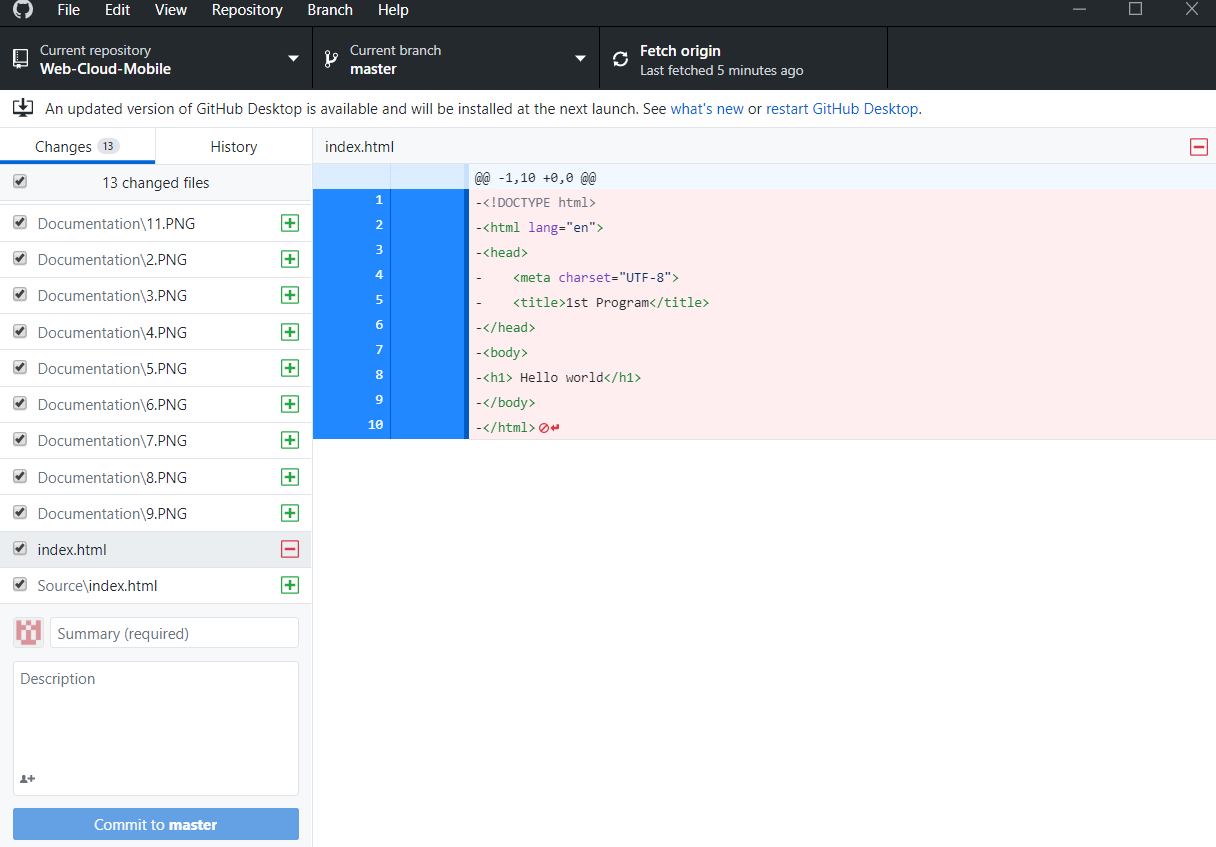 File Edit View Repository Branch Help
Current repository
Web-Cloud-Mobile
Current branch
master
Fetch origin
Last fetched 5 minutes ago
An updated version of GitHub Desktop is available and will be installed at the next launch. See what's new or restart GitHub Desktop.
Changes 13
History
13 changed files
Documentation\11.PNG
Documentation\2.PNG
Documentation\3.PNG
Documentation\4.PNG
Documentation\5.PNG
Documentation\6.PNG
Documentation\7.PNG
Documentation\8.PNG
Documentation\9.PNG
index.html
Source\index.html
Summary (required)
Description
Commit to master
index.html
@@ -1,10 +0,0 @@
1 -<!DOCTYPE html>
2 -<html lang="en">
3 -<head>
4 -    <meta charset="UTF-8">
5 -    <title>1st Program</title>
6 -</head>
7 -<body>
8 -<h1> Hello world</h1>
9 -</body>
10 -</html>